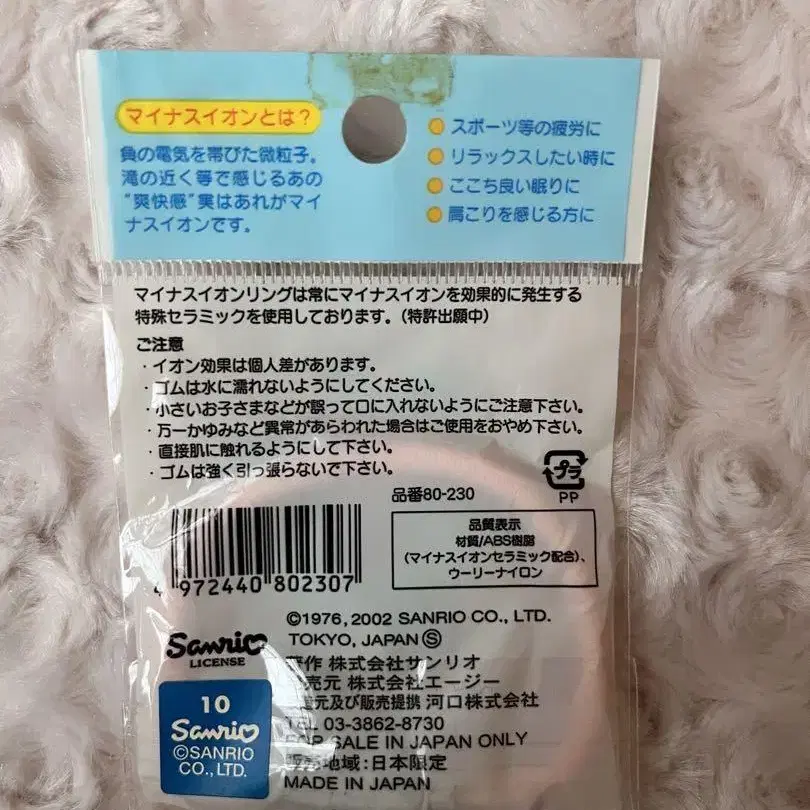 マイナスイオンとは？
負の電気を帯びた微粒子。
滝の近く等で感じるあの
“爽快感”実はあれがマイ
ナスイオンです。
スポーツ等の疲労に
リラックスしたい時に
ここち良い眠りに
肩こりを感じる方に
マイナスイオンリングは常にマイナスイオンを効果的に発生する
特殊セラミックを使用しております。(特許出願中)
ご注意
・イオン効果は個人差があります。
・ゴムは水に濡れないようにしてください。
・小さいお子さまなどが誤って口に入れないようにご注意下さい。
・万一かゆみなど異常があらわれた場合はご使用をおやめ下さい。
・直接肌に触れるようにして下さい。
・ゴムは強く引っ張らないで下さい。
プラ
PP
品番80-230
品質表示
材質/ABS樹脂
(マイナスイオンセラミック配合)、
ウーリーナイロン
4 972440 802307
©1976, 2002 SANRIO CO., LTD.
TOKYO, JAPAN Ⓢ
Sanrio
LICENSE
著作 株式会社サンリオ
売元 株式会社エージー
元及び販売提携 河口株式会社
TEL 03-3862-8730
FOR SALE IN JAPAN ONLY
販売地域:日本限定
MADE IN JAPAN
10
Sanrio
©SANRIO
CO., LTD.